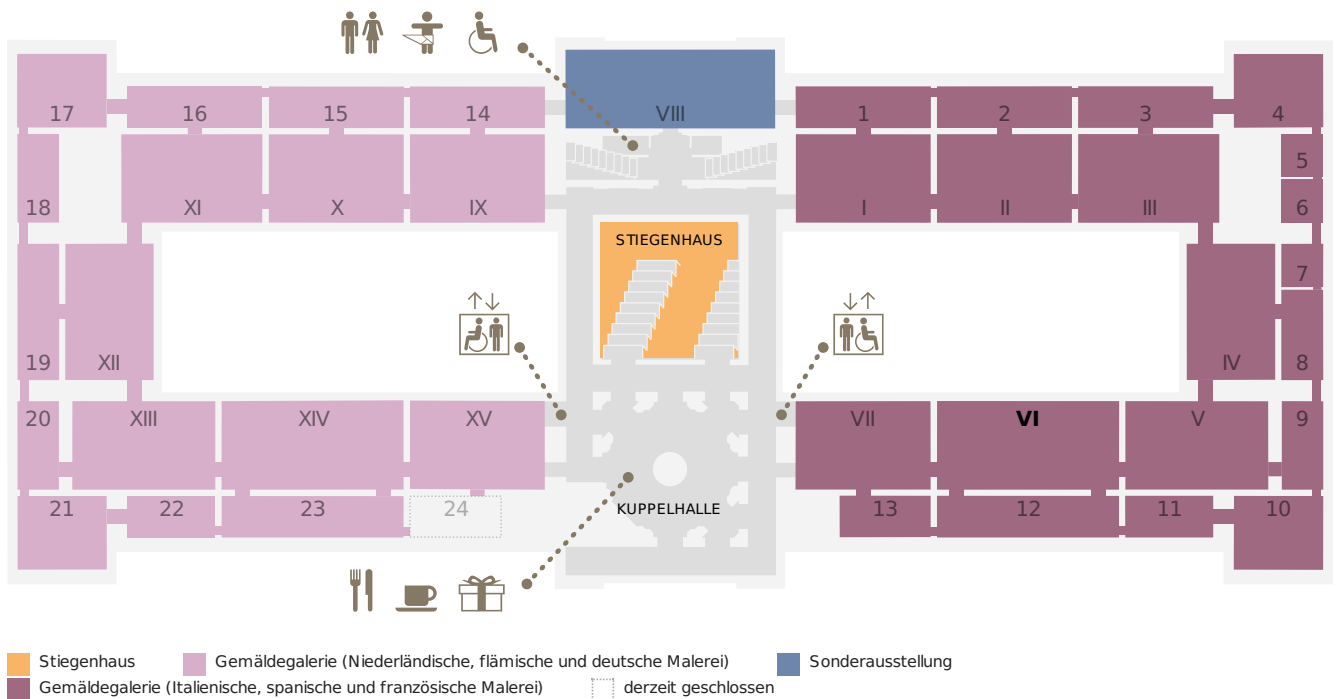 17 16 15 14 VIII 1 2 3 4
5
18 XI X IX I II III 6
STIEGENHAUS
7
19 XII IV 8
20 XIII XIV XV VII VI V 9
21 22 23 24 KUPPELHALLE 13 12 11 10
Stiegenhaus Gemäldegalerie (Niederländische, flämische und deutsche Malerei) Sonderausstellung
Gemäldegalerie (Italienische, spanische und französische Malerei) derzeit geschlossen